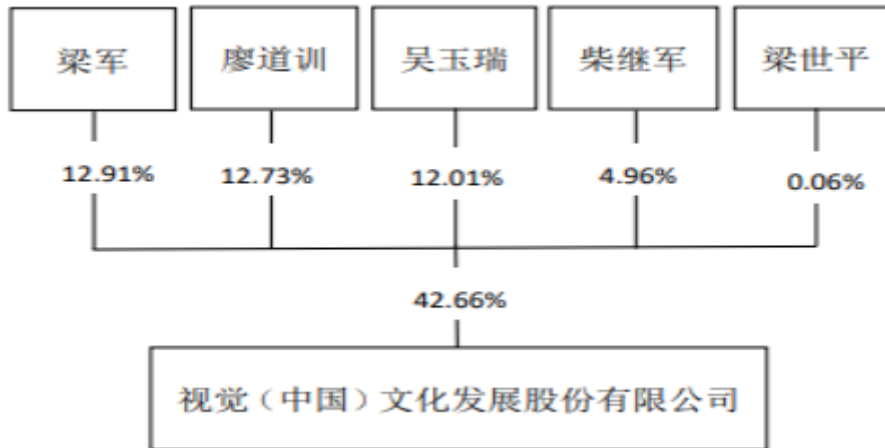 梁军 廖道训 吴玉瑞 柴继军 梁世平
12.91% 12.73% 12.01% 4.96% 0.06%
42.66%
视觉（中国）文化发展股份有限公司